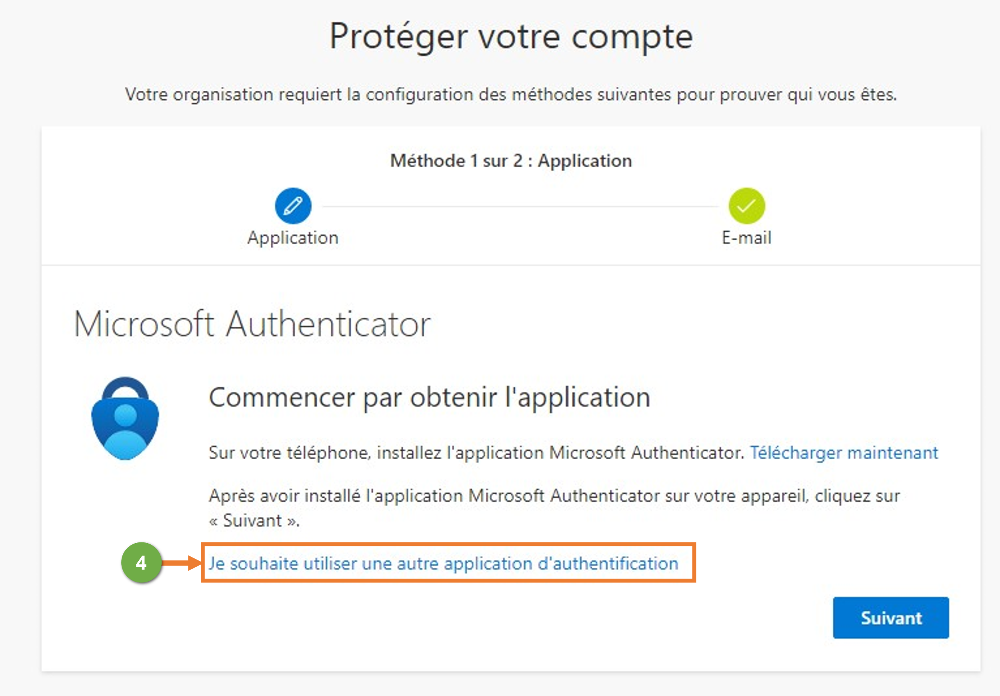 Protéger votre compte
Votre organisation requiert la configuration des méthodes suivantes pour prouver qui vous êtes.
Méthode 1 sur 2 : Application
Application
E-mail
Microsoft Authenticator
Commencer par obtenir l'application
Sur votre téléphone, installez l'application Microsoft Authenticator. Télécharger maintenant
Après avoir installé l'application Microsoft Authenticator sur votre appareil, cliquez sur
« Suivant ».
4
Je souhaite utiliser une autre application d'authentification
Suivant